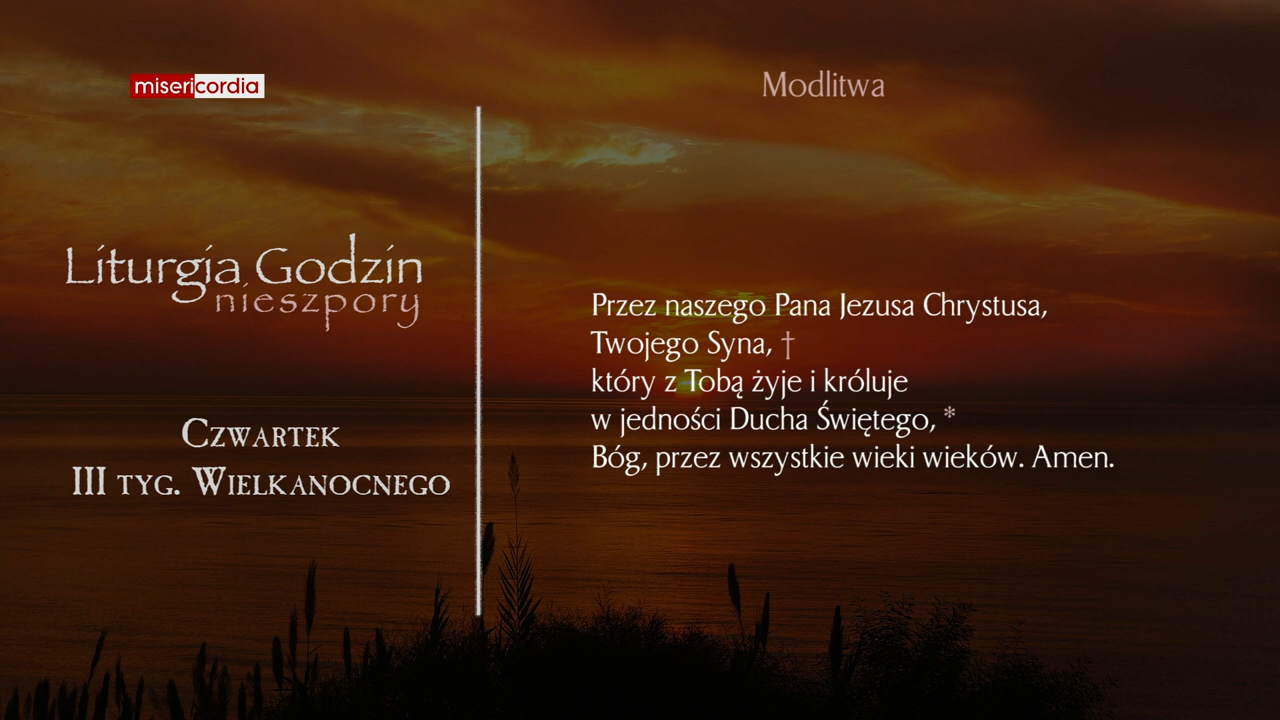 misericordia
Modlitwa
Liturgia Godzin
nieszpory
Czwartek
III tyg. Wielkanocnego
Przez naszego Pana Jezusa Chrystusa,
Twojego Syna, †
który z Tobą żyje i króluje
w jedności Ducha Świętego, *
Bóg, przez wszystkie wieki wieków. Amen.